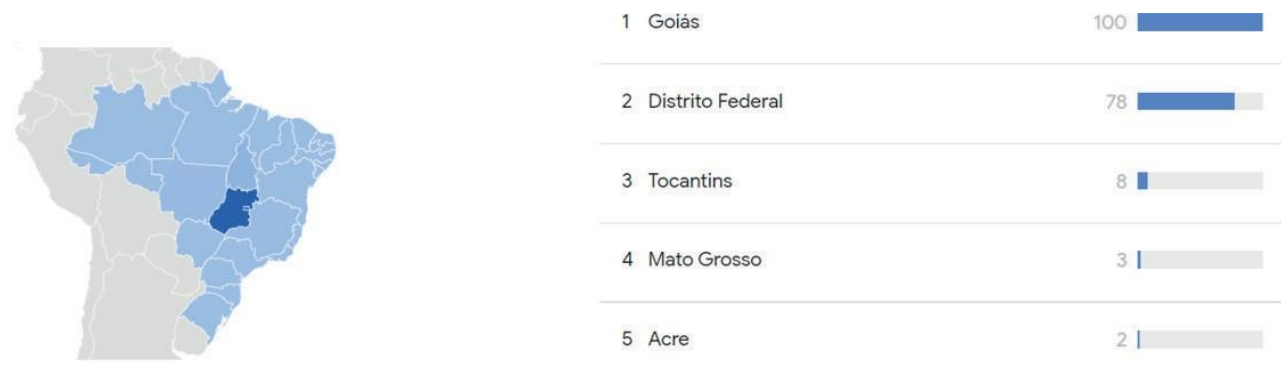 1 Goiás 100
2 Distrito Federal 78
3 Tocantins 8
4 Mato Grosso 3
5 Acre 2